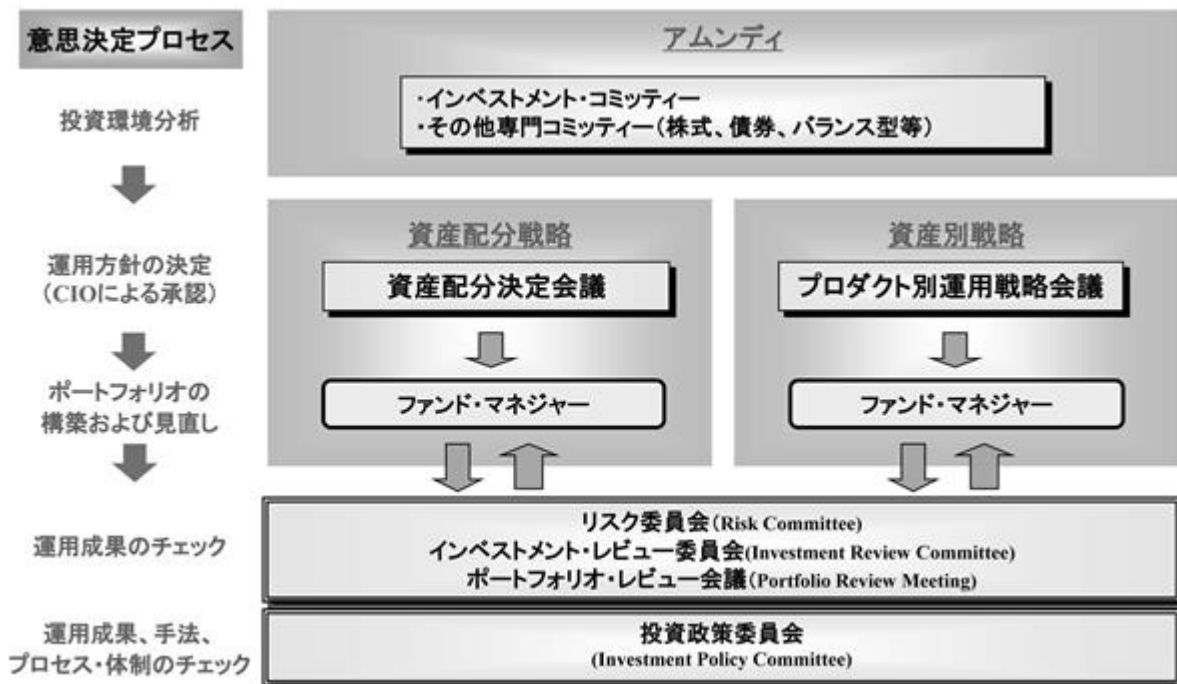 意思決定プロセス
アムンディ
投資環境分析
・インベストメント・コミッティー
・その他専門コミッティー(株式、債券、バランス型等)
運用方針の決定
(CIOによる承認)
資産配分戦略
資産配分決定会議
資産別戦略
プロダクト別運用戦略会議
ポートフォリオの
構築および見直し
ファンド・マネジャー
ファンド・マネジャー
運用成果のチェック
リスク委員会(Risk Committee)
インベストメント・レビュー委員会(Investment Review Committee)
ポートフォリオ・レビュー会議(Portfolio Review Meeting)
運用成果、手法、
プロセス・体制のチェック
投資政策委員会
(Investment Policy Committee)